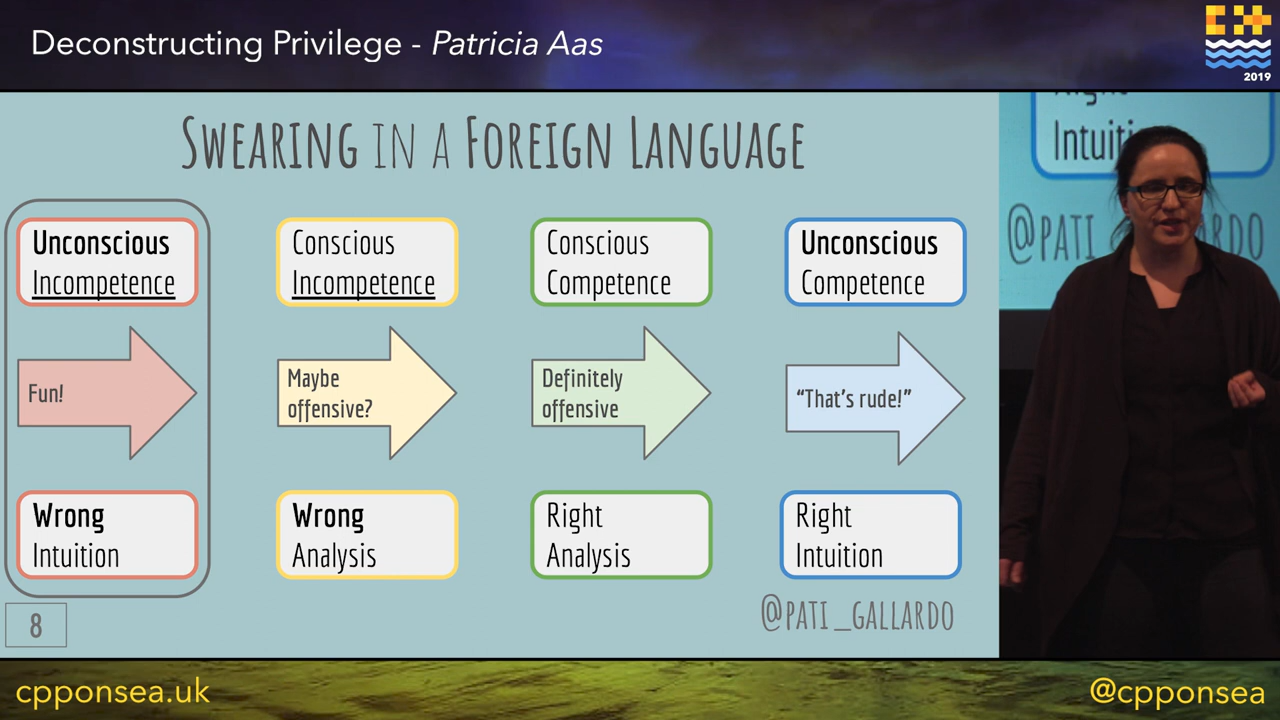 Deconstructing Privilege - Patricia Aas
2019
SWEARING IN A FOREIGN LANGUAGE
Unconscious
Incompetence
Conscious
Incompetence
Conscious
Competence
Unconscious
Competence
Fun!
Maybe
offensive?
Definitely
offensive
“That’s rude!”
Wrong
Intuition
Wrong
Analysis
Right
Analysis
Right
Intuition
8
@PATI_GALLARDO
cpponsea.uk
@cpponsea